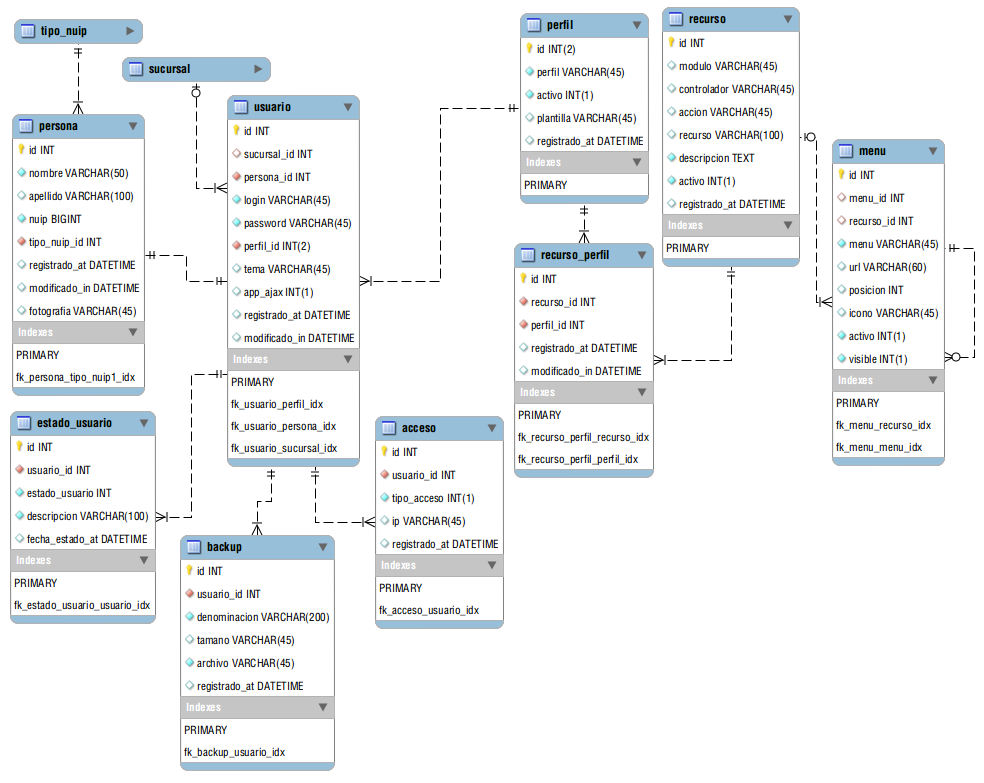 tipo_nuip
sucursal
persona
id INT
nombre VARCHAR(50)
apellido VARCHAR(100)
nuip BIGINT
tipo_nuip_id INT
registrado_at DATETIME
modificado_in DATETIME
fotografia VARCHAR(45)
Indexes
PRIMARY
fk_persona_tipo_nuip1_idx
usuario
id INT
sucursal_id INT
persona_id INT
login VARCHAR(45)
password VARCHAR(45)
perfil_id INT(2)
tema VARCHAR(45)
app_ajax INT(1)
registrado_at DATETIME
modificado_in DATETIME
Indexes
PRIMARY
fk_usuario_perfil_idx
fk_usuario_persona_idx
fk_usuario_sucursal_idx
perfil
id INT(2)
perfil VARCHAR(45)
activo INT(1)
plantilla VARCHAR(45)
registrado_at DATETIME
Indexes
PRIMARY
recurso
id INT
modulo VARCHAR(45)
controlador VARCHAR(45)
accion VARCHAR(45)
recurso VARCHAR(100)
descripcion TEXT
activo INT(1)
registrado_at DATETIME
Indexes
PRIMARY
menu
id INT
menu_id INT
recurso_id INT
menu VARCHAR(45)
url VARCHAR(60)
posicion INT
icono VARCHAR(45)
activo INT(1)
visible INT(1)
Indexes
PRIMARY
fk_menu_recurso_idx
fk_menu_menu_idx
recurso_perfil
id INT
recurso_id INT
perfil_id INT
registrado_at DATETIME
modificado_in DATETIME
Indexes
PRIMARY
fk_recurso_perfil_recurso_idx
fk_recurso_perfil_perfil_idx
estado_usuario
id INT
usuario_id INT
estado_usuario INT
descripcion VARCHAR(100)
fecha_estado_at DATETIME
Indexes
PRIMARY
fk_estado_usuario_usuario_idx
acceso
id INT
usuario_id INT
tipo_acceso INT(1)
ip VARCHAR(45)
registrado_at DATETIME
Indexes
PRIMARY
fk_acceso_usuario_idx
backup
id INT
usuario_id INT
denominacion VARCHAR(200)
tamano VARCHAR(45)
archivo VARCHAR(45)
registrado_at DATETIME
Indexes
PRIMARY
fk_backup_usuario_idx